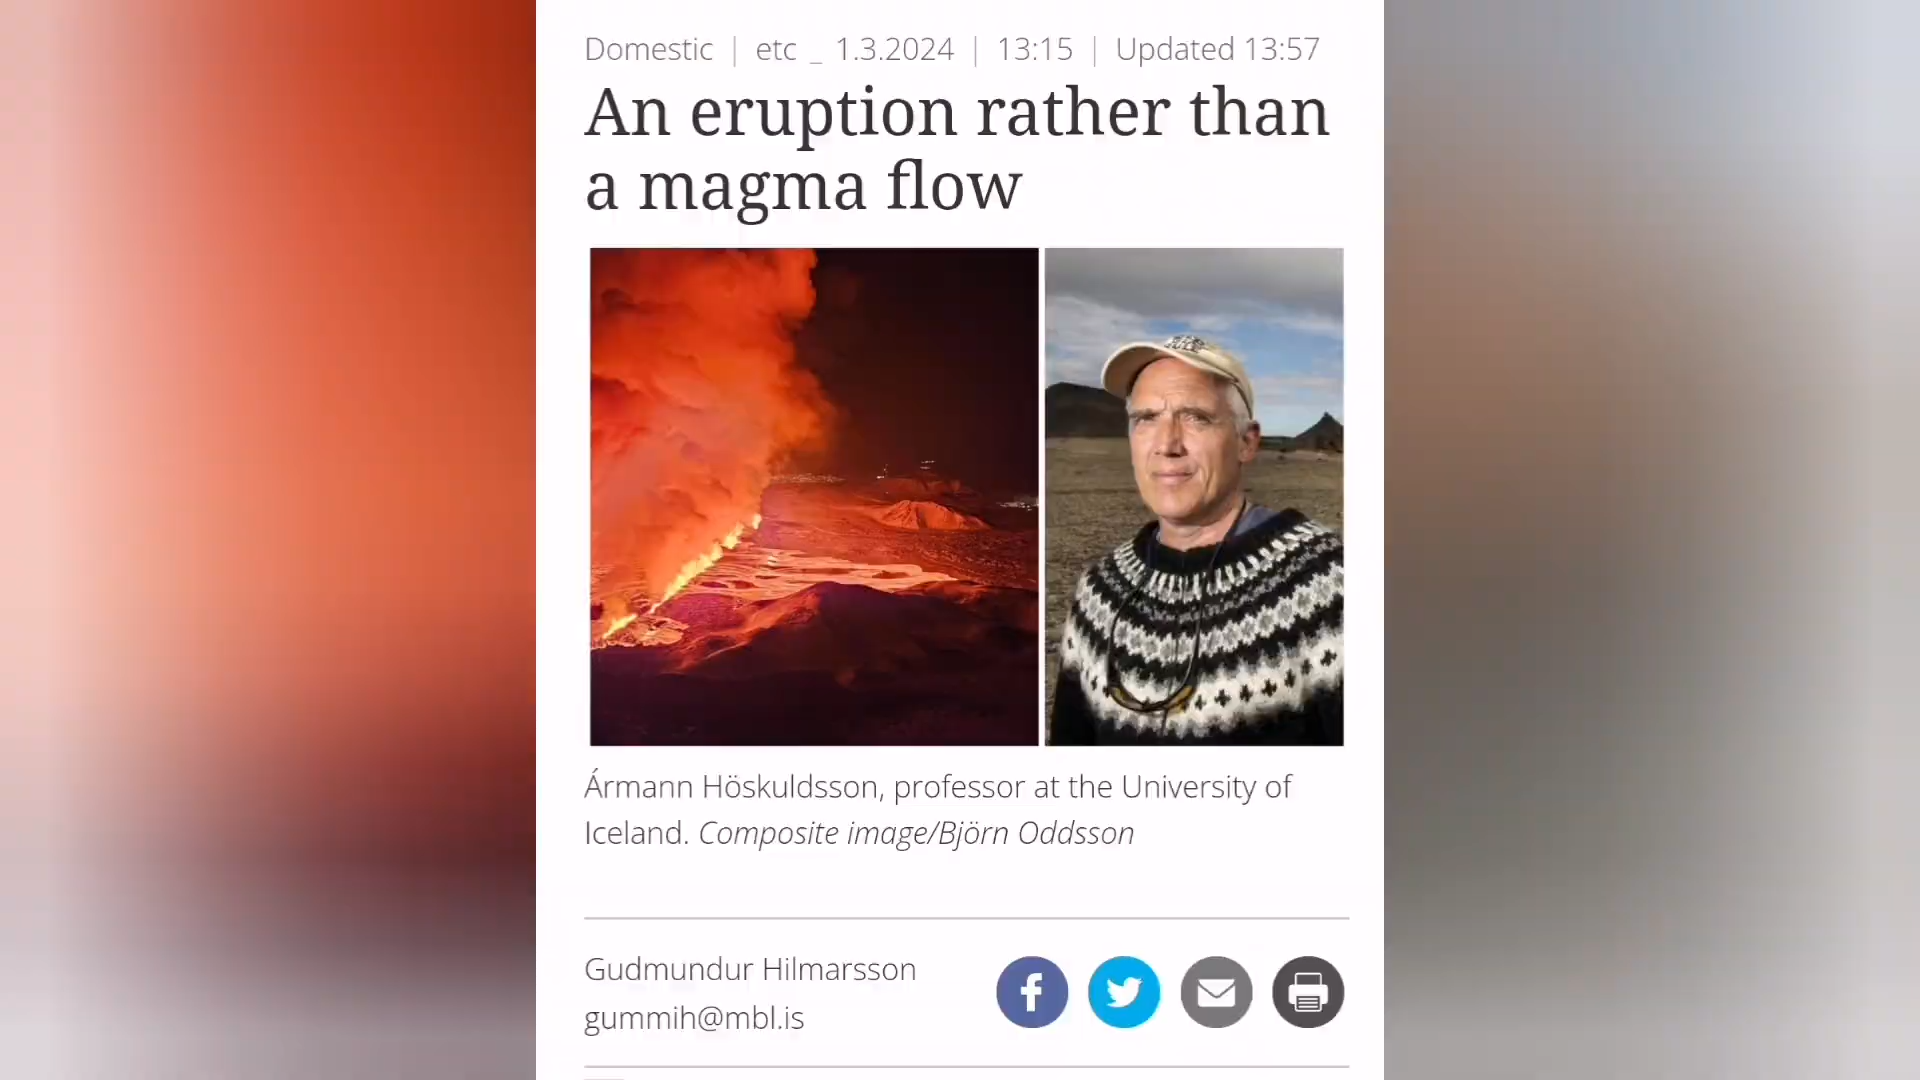 Domestic | etc _ 1.3.2024 | 13:15 | Updated 13:57
An eruption rather than
a magma flow
Ármann Höskuldsson, professor at the University of
Iceland. Composite image/Björn Oddsson
Gudmundur Hilmarsson
gummih@mbl.is